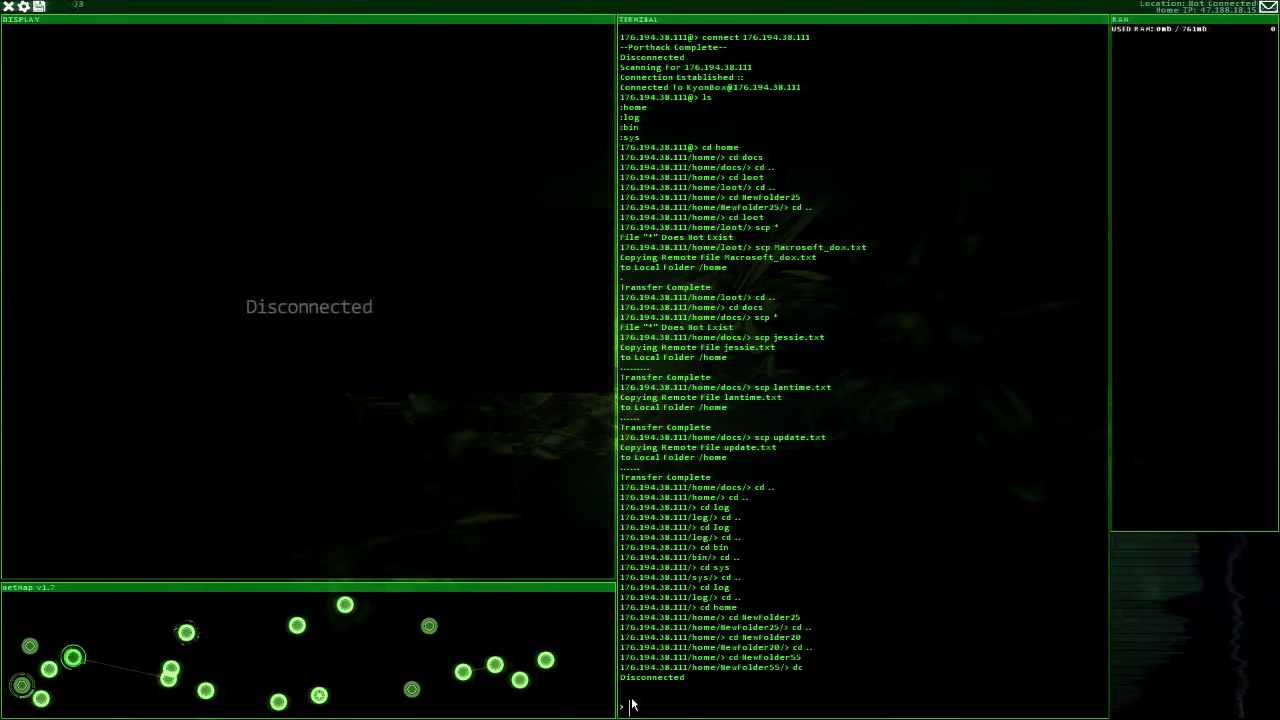 Location: Not Connected
Home IP: 47.188.18.15
DISPLAY
TERMINAL
RAM
USED RAM: 0mb / 761mb 0
176.194.38.111@> connect 176.194.38.111
--Porthack Complete--
Disconnected
Scanning For 176.194.38.111
Connection Established ::
Connected To KyonBox@176.194.38.111
176.194.38.111@> ls
:home
:log
:bin
:sys
176.194.38.111@> cd home
176.194.38.111/home/> cd docs
176.194.38.111/home/docs/> cd ..
176.194.38.111/home/> cd loot
176.194.38.111/home/loot/> cd ..
176.194.38.111/home/> cd NewFolder25
176.194.38.111/home/NewFolder25/> cd ..
176.194.38.111/home/> cd loot
176.194.38.111/home/loot/> scp *
File "*" Does Not Exist
176.194.38.111/home/loot/> scp Macrosoft_dox.txt
Copying Remote File Macrosoft_dox.txt
to Local Folder /home
.
Transfer Complete
176.194.38.111/home/loot/> cd ..
176.194.38.111/home/> cd docs
176.194.38.111/home/docs/> scp *
File "*" Does Not Exist
176.194.38.111/home/docs/> scp jessie.txt
Copying Remote File jessie.txt
to Local Folder /home
.........
Transfer Complete
176.194.38.111/home/docs/> scp lantime.txt
Copying Remote File lantime.txt
to Local Folder /home
......
Transfer Complete
176.194.38.111/home/docs/> scp update.txt
Copying Remote File update.txt
to Local Folder /home
......
Transfer Complete
176.194.38.111/home/docs/> cd ..
176.194.38.111/home/> cd ..
176.194.38.111/> cd log
176.194.38.111/log/> cd ..
176.194.38.111/> cd log
176.194.38.111/log/> cd ..
176.194.38.111/> cd bin
176.194.38.111/bin/> cd ..
176.194.38.111/> cd sys
176.194.38.111/sys/> cd ..
176.194.38.111/> cd log
176.194.38.111/log/> cd ..
176.194.38.111/> cd home
176.194.38.111/home/> cd NewFolder25
176.194.38.111/home/NewFolder25/> cd ..
176.194.38.111/home/> cd NewFolder20
176.194.38.111/home/NewFolder20/> cd ..
176.194.38.111/home/> cd NewFolder55
176.194.38.111/home/NewFolder55/> dc
Disconnected
>
Disconnected
netMap v1.7